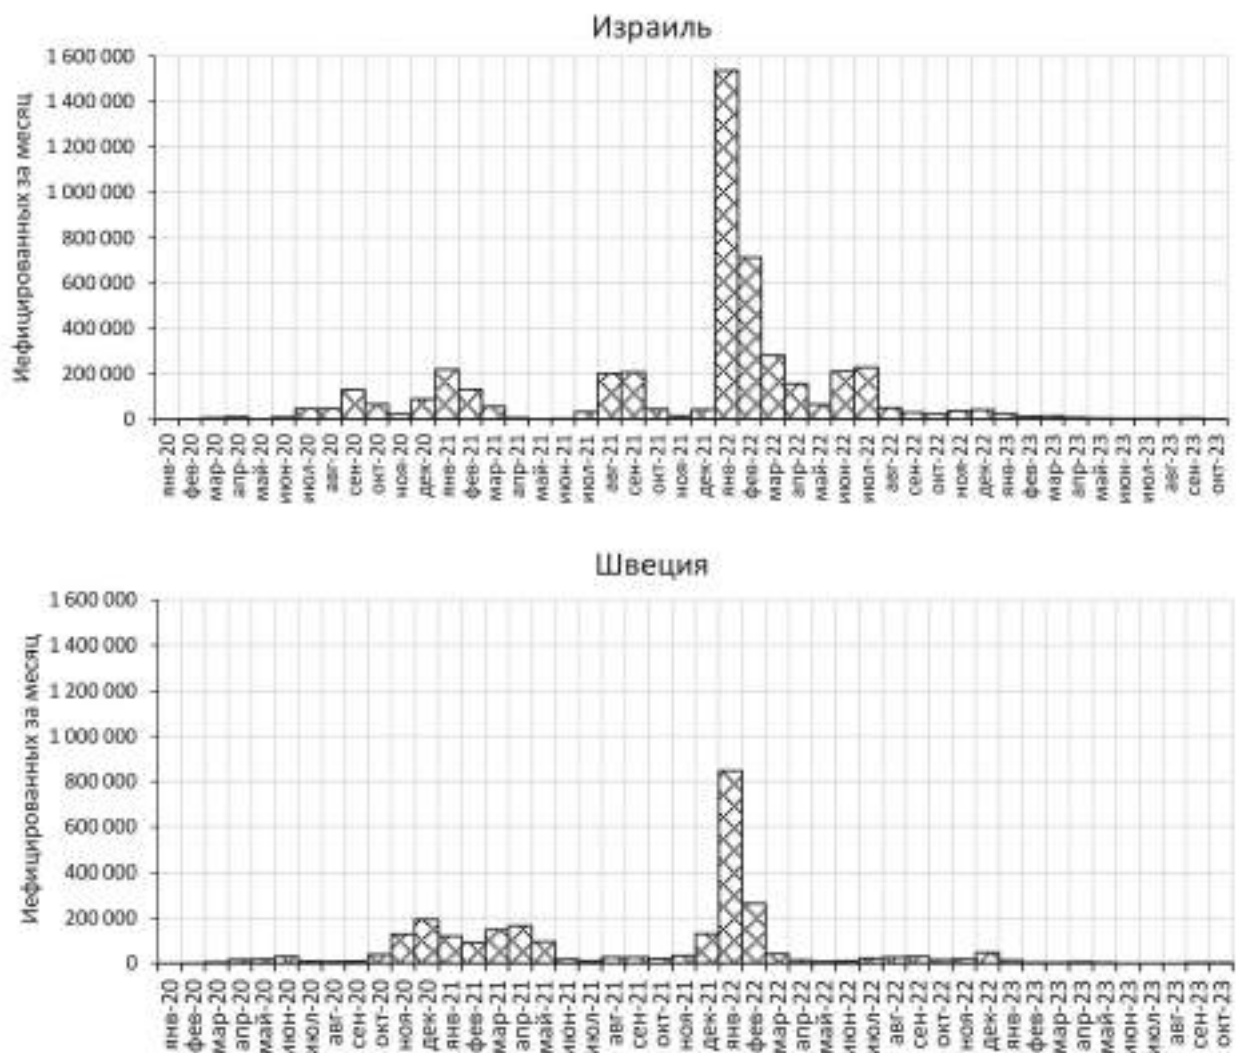 Израиль
Иефицированных за месяц
1 600 000
1 400 000
1 200 000
1 000 000
800 000
600 000
400 000
200 000
0
янв-20
фев-20
мар-20
апр-20
май-20
июн-20
июл-20
авг-20
сен-20
окт-20
ноя-20
дек-20
янв-21
фев-21
мар-21
апр-21
май-21
июн-21
июл-21
авг-21
сен-21
окт-21
ноя-21
дек-21
янв-22
фев-22
мар-22
апр-22
май-22
июн-22
июл-22
авг-22
сен-22
окт-22
ноя-22
дек-22
янв-23
фев-23
мар-23
апр-23
май-23
июн-23
июл-23
авг-23
сен-23
окт-23
Швеция
Иефицированных за месяц
1 600 000
1 400 000
1 200 000
1 000 000
800 000
600 000
400 000
200 000
0
янв-20
фев-20
мар-20
апр-20
май-20
июн-20
июл-20
авг-20
сен-20
окт-20
ноя-20
дек-20
янв-21
фев-21
мар-21
апр-21
май-21
июн-21
июл-21
авг-21
сен-21
окт-21
ноя-21
дек-21
янв-22
фев-22
мар-22
апр-22
май-22
июн-22
июл-22
авг-22
сен-22
окт-22
ноя-22
дек-22
янв-23
фев-23
мар-23
апр-23
май-23
июн-23
июл-23
авг-23
сен-23
окт-23